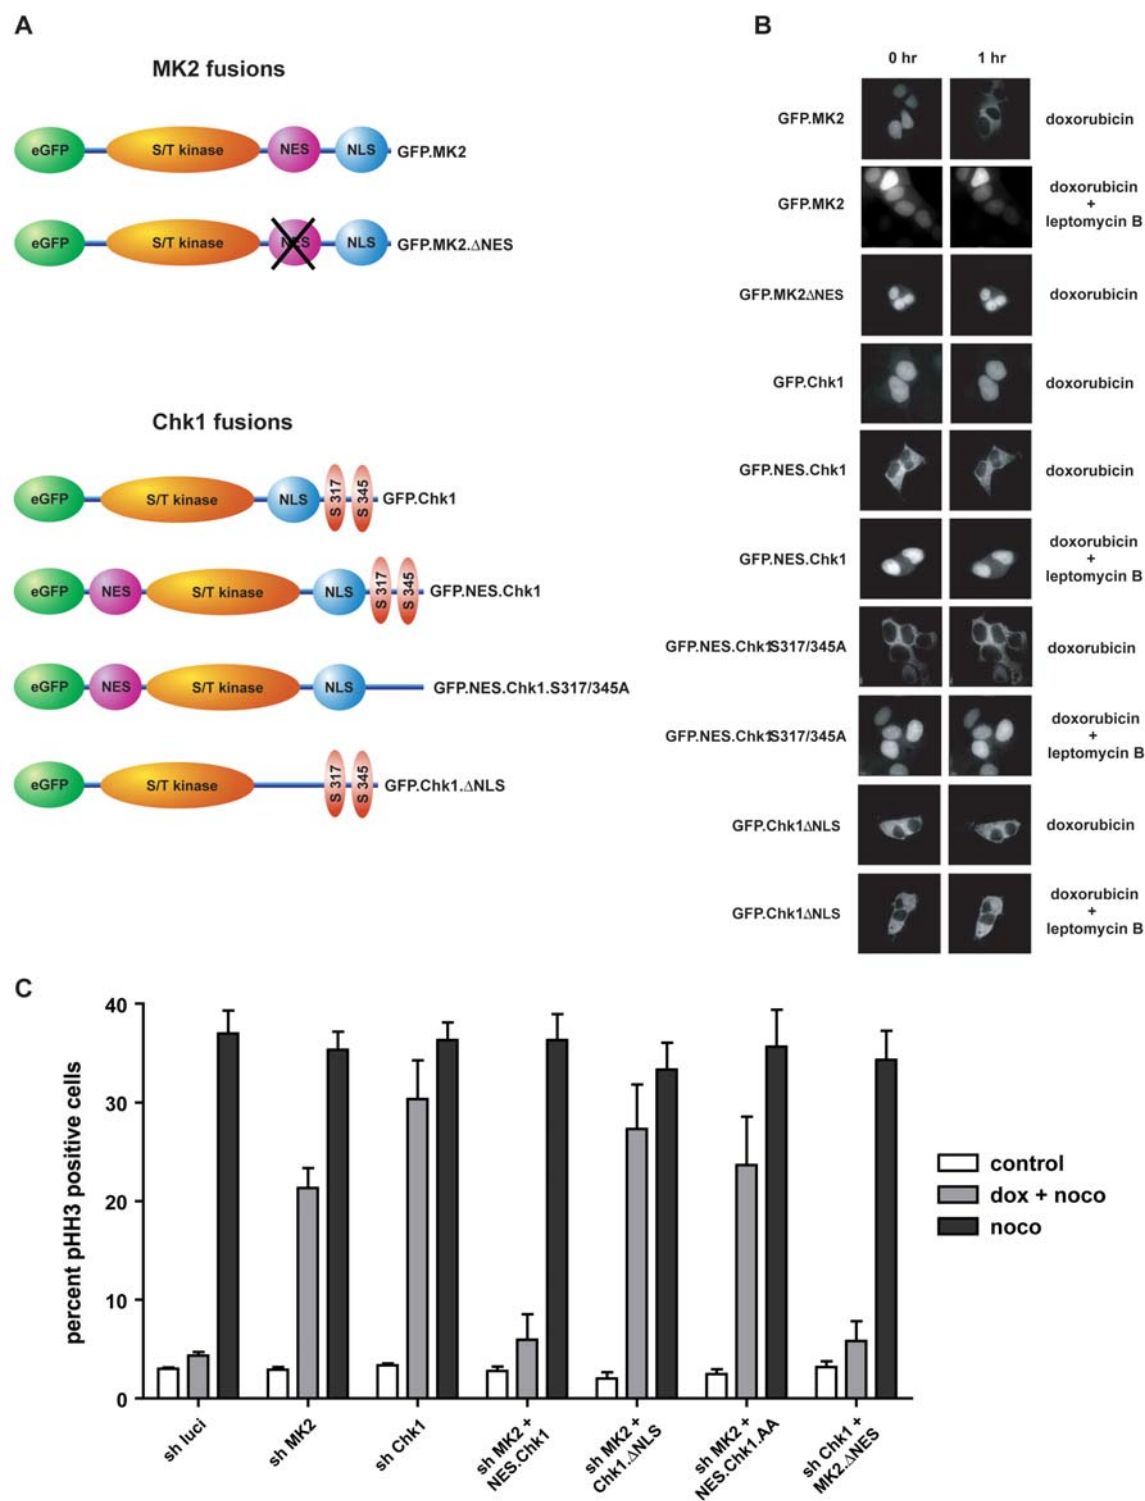 A
MK2 fusions
eGFP S/T kinase NES NLS GFP.MK2
eGFP S/T kinase NES NLS GFP.MK2.ΔNES
Chk1 fusions
eGFP S/T kinase NLS S 317 S 345 GFP.Chk1
eGFP NES S/T kinase NLS S 317 S 345 GFP.NES.Chk1
eGFP NES S/T kinase NLS GFP.NES.Chk1.S317/345A
eGFP S/T kinase S 317 S 345 GFP.Chk1.ΔNLS
B
0 hr 1 hr
GFP.MK2 doxorubicin
GFP.MK2 doxorubicin
+
leptomycin B
GFP.MK2ΔNES doxorubicin
GFP.Chk1 doxorubicin
GFP.NES.Chk1 doxorubicin
GFP.NES.Chk1 doxorubicin
+
leptomycin B
GFP.NES.Chk1S317/345A doxorubicin
GFP.NES.Chk1S317/345A doxorubicin
+
leptomycin B
GFP.Chk1ΔNLS doxorubicin
GFP.Chk1ΔNLS doxorubicin
+
leptomycin B
C
percent pHH3 positive cells
40
30
20
10
0
sh luci
sh MK2
sh Chk1
sh MK2 +
NES.Chk1
sh MK2 +
Chk1.ΔNLS
sh MK2 +
NES.Chk1.AA
sh Chk1 +
MK2.ΔNES
control
dox + noco
noco